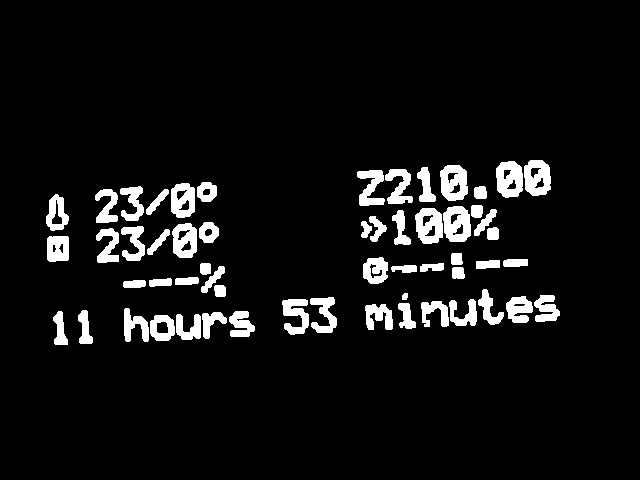 23/0° Z210.00
23/0° »100%
---% --:--
11 hours 53 minutes